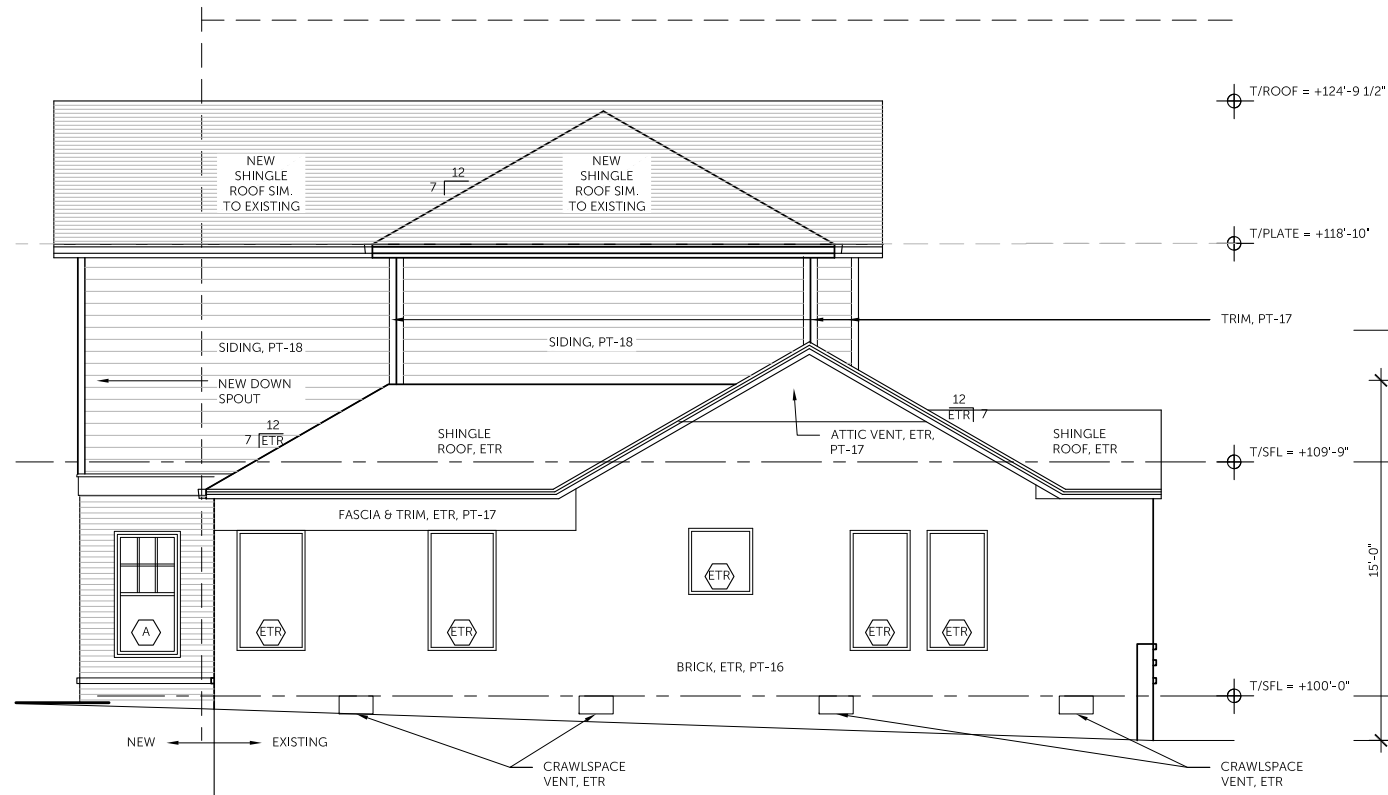 T/ROOF = +124'-9 1/2"
NEW
SHINGLE
ROOF SIM.
TO EXISTING
12
7
NEW
SHINGLE
ROOF SIM.
TO EXISTING
T/PLATE = +118'-10"
TRIM, PT-17
SIDING, PT-18
SIDING, PT-18
NEW DOWN
SPOUT
12
7
ETR
SHINGLE
ROOF, ETR
ATTIC VENT, ETR,
PT-17
12
ETR
7
SHINGLE
ROOF, ETR
T/SFL = +109'-9"
FASCIA & TRIM, ETR, PT-17
15'-0"
ETR
A
ETR
ETR
ETR
ETR
BRICK, ETR, PT-16
T/SFL = +100'-0"
NEW
EXISTING
CRAWLSPACE
VENT, ETR
CRAWLSPACE
VENT, ETR